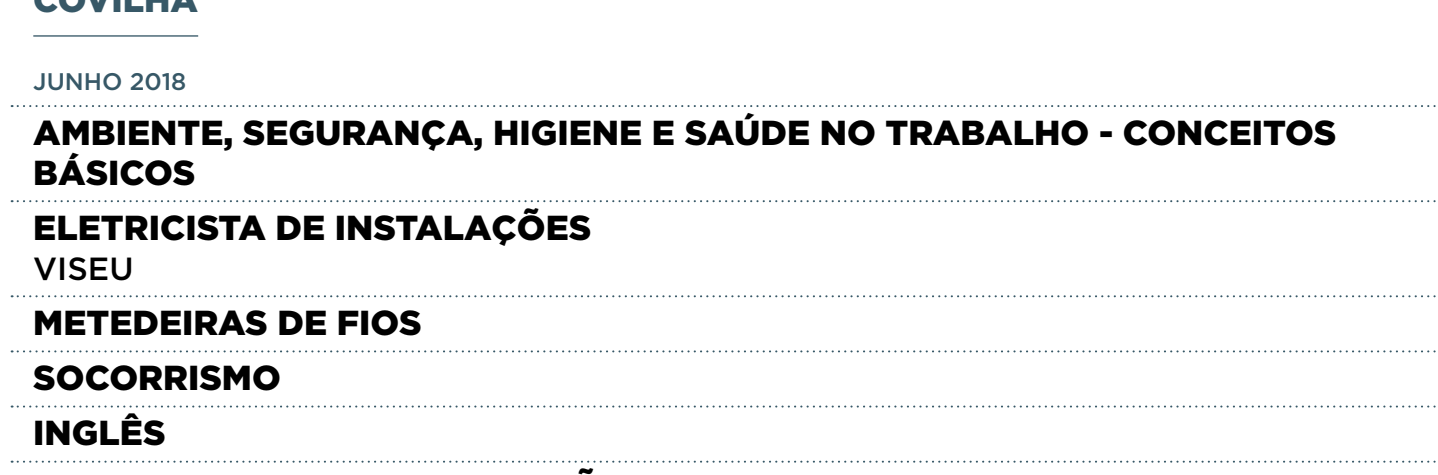 COVILHÃ
JUNHO 2018
AMBIENTE, SEGURANÇA, HIGIENE E SAÚDE NO TRABALHO - CONCEITOS
BÁSICOS
ELETRICISTA DE INSTALAÇÕES
VISEU
METEDEIRAS DE FIOS
SOCORRISMO
INGLÊS